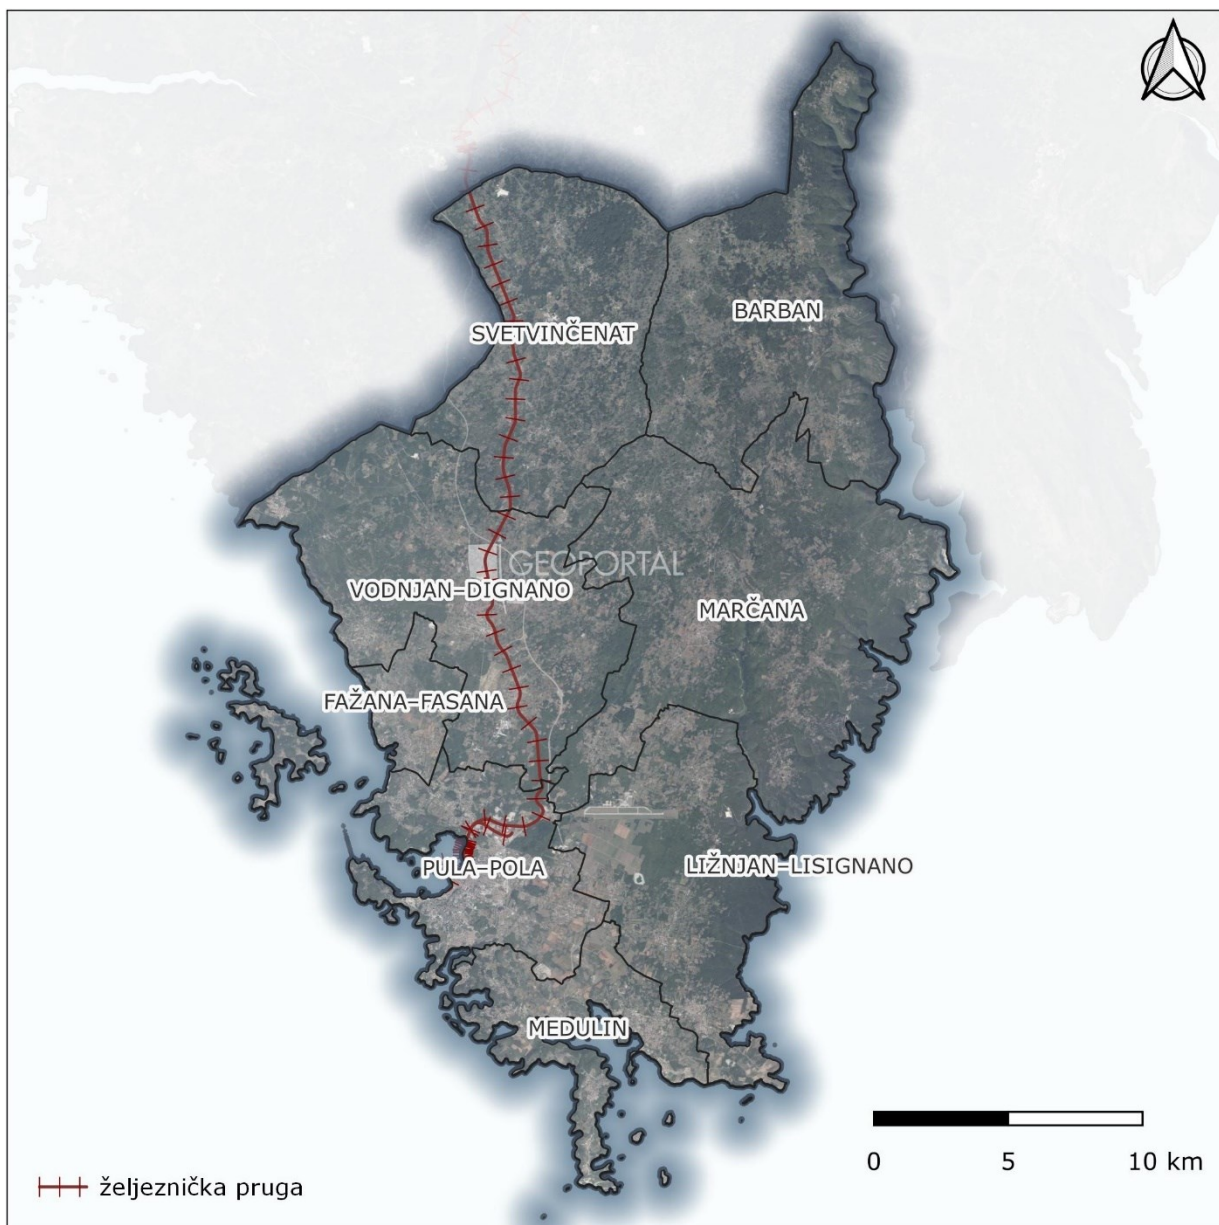 BARBAN
SVETVINČENAT
GEOPORTAL
VODNJAN–DIGNANO
MARČANA
FAŽANA–FASANA
PULA–POLA
LIŽNJAN–LISIGNANO
MEDULIN
0 5 10 km
željeznička pruga